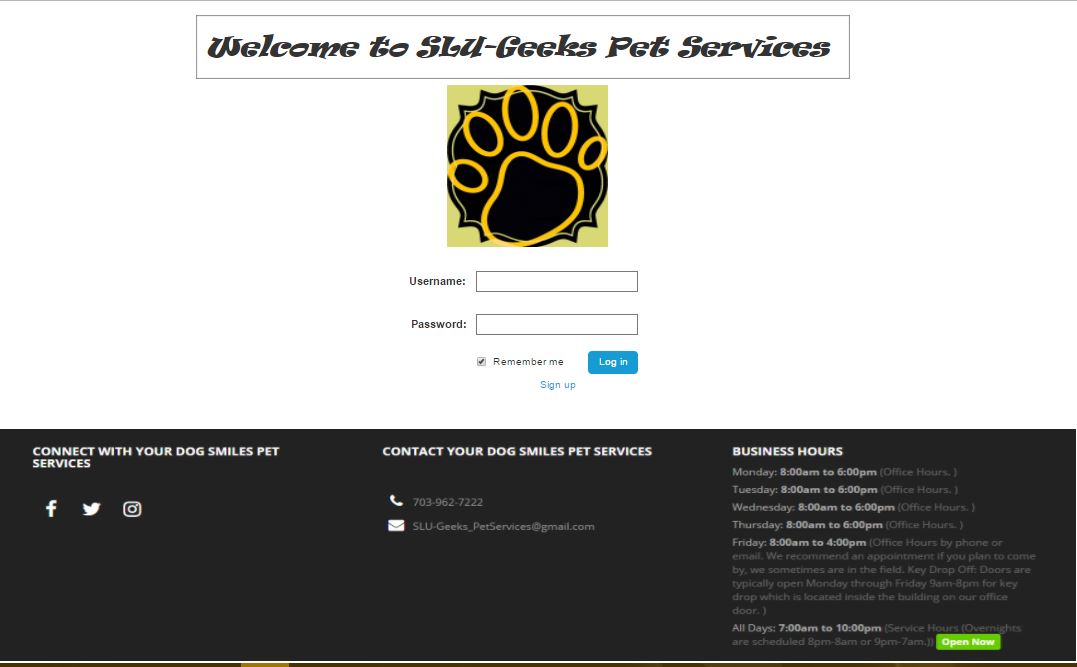 Welcome to SLU-Geeks Pet Services
Username:
Password:
Remember me
Log in
Sign up
CONNECT WITH YOUR DOG SMILES PET
SERVICES
CONTACT YOUR DOG SMILES PET SERVICES
703-962-7222
SLU-Geeks_PetServices@gmail.com
BUSINESS HOURS
Monday: 8:00am to 6:00pm (Office Hours. )
Tuesday: 8:00am to 6:00pm (Office Hours. )
Wednesday: 8:00am to 6:00pm (Office Hours. )
Thursday: 8:00am to 6:00pm (Office Hours. )
Friday: 8:00am to 4:00pm (Office Hours by phone or
email. We recommend an appointment if you plan to come
by, we sometimes are in the field. Key Drop Off: Doors are
typically open Monday through Friday 9am-8pm for key
drop which is located inside the building on our office
door. )
All Days: 7:00am to 10:00pm (Service Hours (Overnights
are scheduled 8pm-8am or 9pm-7am.)) Open Now